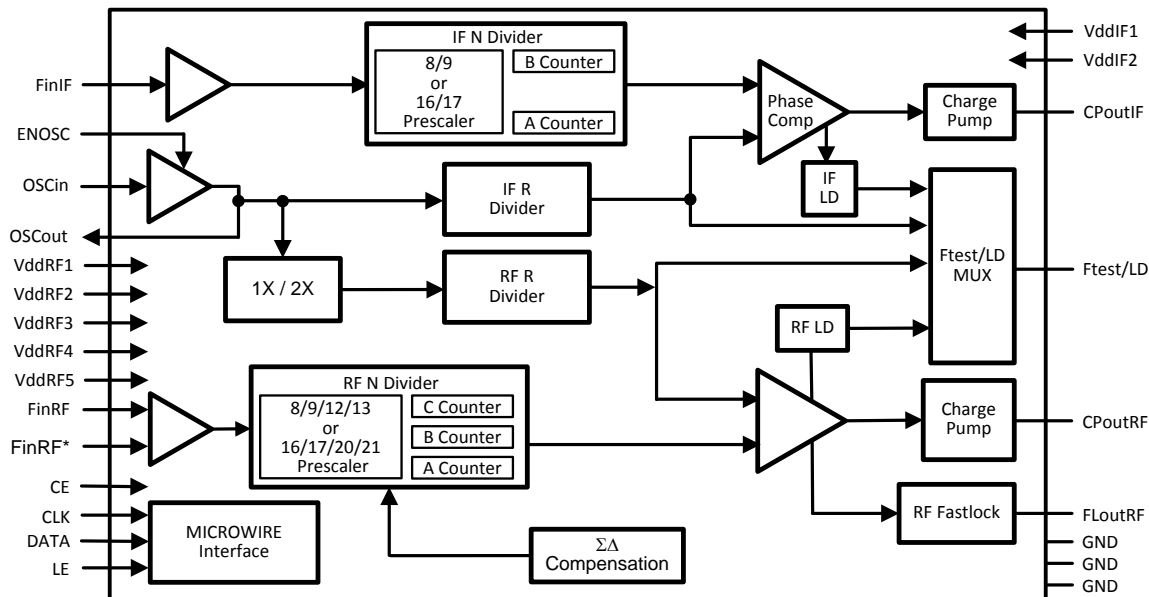 FinIF
ENOSC
OSCin
OSCout
VddRF1
VddRF2
VddRF3
VddRF4
VddRF5
FinRF
FinRF*
CE
CLK
DATA
LE
IF N Divider
8/9
or
16/17
Prescaler
B Counter
A Counter
Phase
Comp
Charge
Pump
IF
LD
IF R
Divider
1X / 2X
RF R
Divider
Ftest/LD
MUX
RF LD
RF N Divider
8/9/12/13
or
16/17/20/21
Prescaler
C Counter
B Counter
A Counter
Charge
Pump
RF Fastlock
MICROWIRE
Interface
ΣΔ
Compensation
VddIF1
VddIF2
CPoutIF
Ftest/LD
CPoutRF
FLoutRF
GND
GND
GND